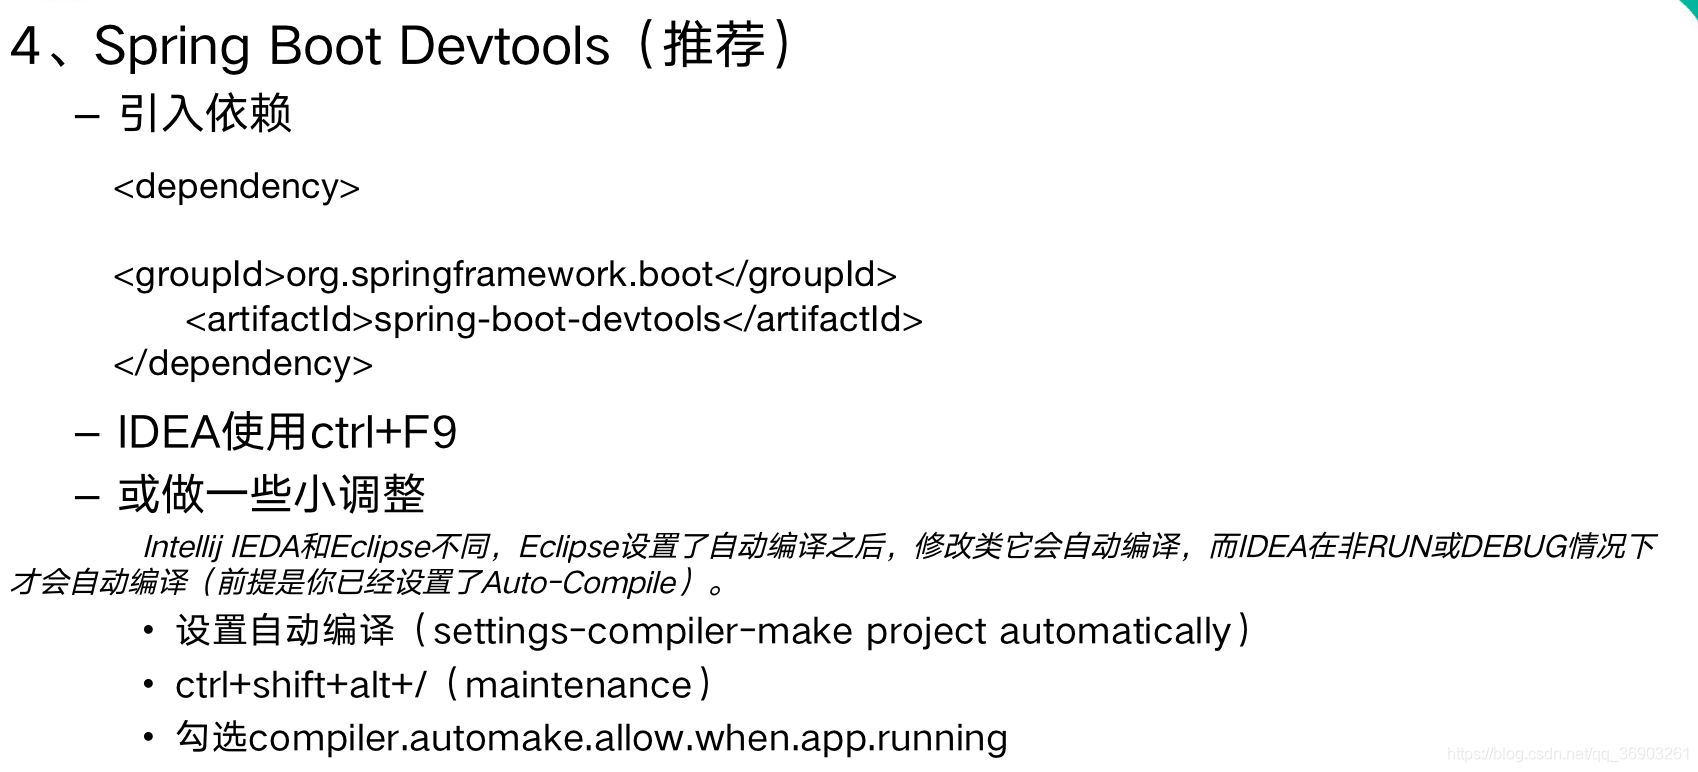 4、Spring Boot Devtools（推荐）
– 引入依赖
<dependency>
<groupId>org.springframework.boot</groupId>
<artifactId>spring-boot-devtools</artifactId>
</dependency>
– IDEA使用ctrl+F9
– 或做一些小调整
Intellij IEDA和Eclipse不同，Eclipse设置了自动编译之后，修改类它会自动编译，而IDEA在非RUN或DEBUG情况下
才会自动编译（前提是你已经设置了Auto-Compile）。
• 设置自动编译（settings-compiler-make project automatically）
• ctrl+shift+alt+/（maintenance）
• 勾选compiler.automake.allow.when.app.running
https://blog.csdn.net/qq_36903261